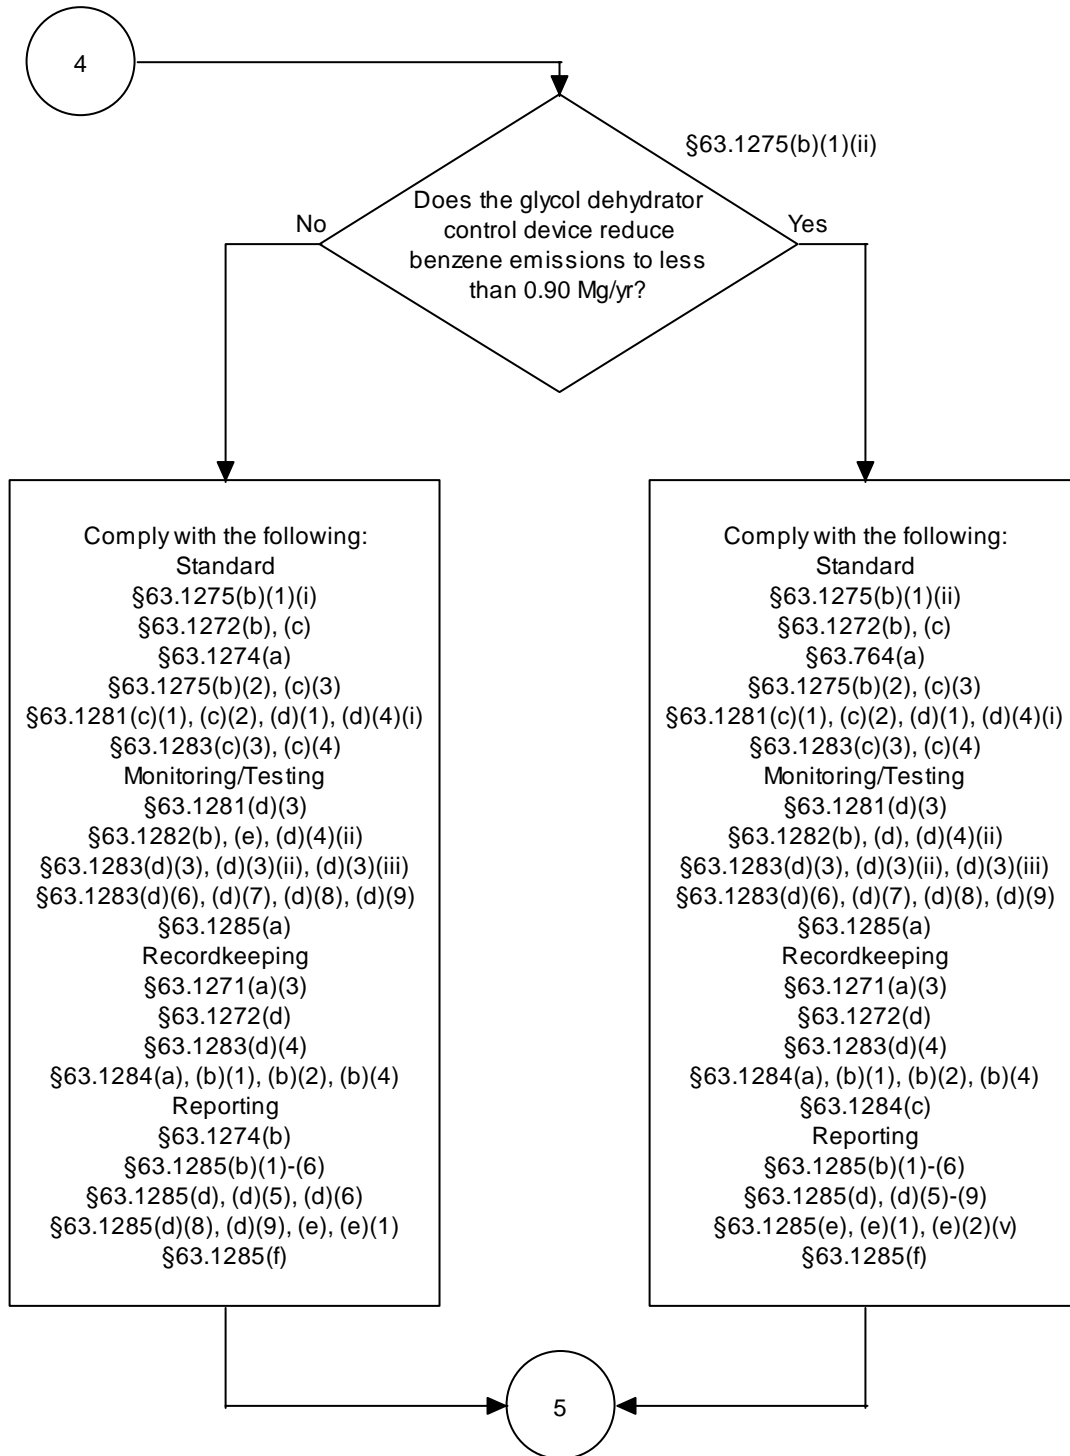 4
§63.1275(b)(1)(ii)
Does the glycol dehydrator
control device reduce
benzene emissions to less
than 0.90 Mg/yr?
No
Yes
Comply with the following:
Standard
§63.1275(b)(1)(i)
§63.1272(b), (c)
§63.1274(a)
§63.1275(b)(2), (c)(3)
§63.1281(c)(1), (c)(2), (d)(1), (d)(4)(i)
§63.1283(c)(3), (c)(4)
Monitoring/Testing
§63.1281(d)(3)
§63.1282(b), (e), (d)(4)(ii)
§63.1283(d)(3), (d)(3)(ii), (d)(3)(iii)
§63.1283(d)(6), (d)(7), (d)(8), (d)(9)
§63.1285(a)
Recordkeeping
§63.1271(a)(3)
§63.1272(d)
§63.1283(d)(4)
§63.1284(a), (b)(1), (b)(2), (b)(4)
Reporting
§63.1274(b)
§63.1285(b)(1)-(6)
§63.1285(d), (d)(5), (d)(6)
§63.1285(d)(8), (d)(9), (e), (e)(1)
§63.1285(f)
Comply with the following:
Standard
§63.1275(b)(1)(ii)
§63.1272(b), (c)
§63.764(a)
§63.1275(b)(2), (c)(3)
§63.1281(c)(1), (c)(2), (d)(1), (d)(4)(i)
§63.1283(c)(3), (c)(4)
Monitoring/Testing
§63.1281(d)(3)
§63.1282(b), (d), (d)(4)(ii)
§63.1283(d)(3), (d)(3)(ii), (d)(3)(iii)
§63.1283(d)(6), (d)(7), (d)(8), (d)(9)
§63.1285(a)
Recordkeeping
§63.1271(a)(3)
§63.1272(d)
§63.1283(d)(4)
§63.1284(a), (b)(1), (b)(2), (b)(4)
§63.1284(c)
Reporting
§63.1285(b)(1)-(6)
§63.1285(d), (d)(5)-(9)
§63.1285(e), (e)(1), (e)(2)(v)
§63.1285(f)
5